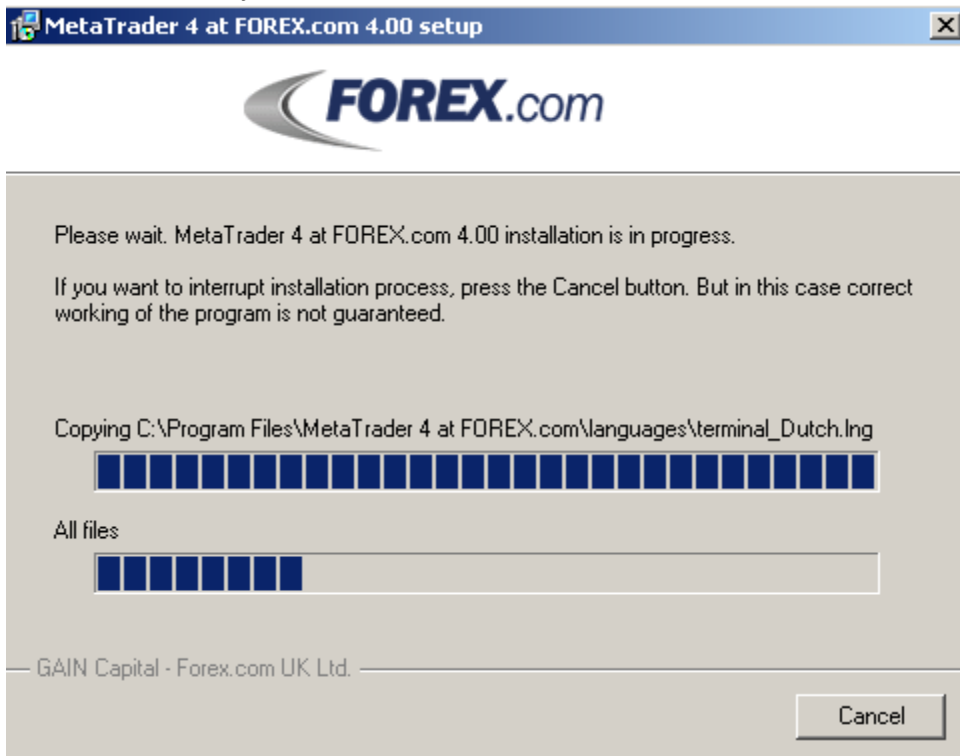 MetaTrader 4 at FOREX.com 4.00 setup
FOREX.com
Please wait. MetaTrader 4 at FOREX.com 4.00 installation is in progress.
If you want to interrupt installation process, press the Cancel button. But in this case correct
working of the program is not guaranteed.
Copying C:\Program Files\MetaTrader 4 at FOREX.com\languages\terminal_Dutch.lng
All files
GAIN Capital - Forex.com UK Ltd.
Cancel